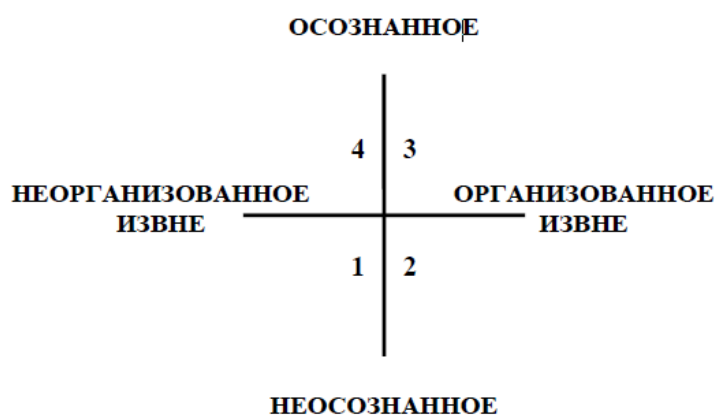 ОСОЗНАННОЕ
4 3
НЕОРГАНИЗОВАННОЕ
ИЗВНЕ
ОРГАНИЗОВАННОЕ
ИЗВНЕ
1 2
НЕОСОЗНАННОЕ